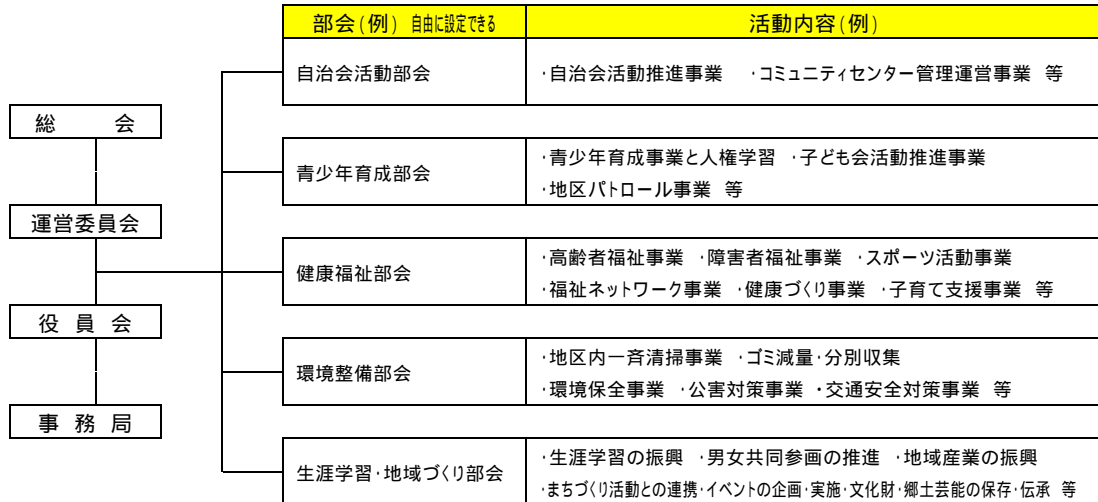 部会(例) 自由に設定できる
活動内容(例)
自治会活動部会
・自治会活動推進事業 ・コミュニティセンター管理運営事業 等
総会
青少年育成部会
・青少年育成事業と人権学習 ・子ども会活動推進事業
・地区パトロール事業 等
運営委員会
健康福祉部会
・高齢者福祉事業 ・障害者福祉事業 ・スポーツ活動事業
・福祉ネットワーク事業 ・健康づくり事業 ・子育て支援事業 等
役員会
環境整備部会
・地区内一斉清掃事業 ・ゴミ減量・分別収集
・環境保全事業 ・公害対策事業 ・交通安全対策事業 等
事務局
生涯学習・地域づくり部会
・生涯学習の振興 ・男女共同参画の推進 ・地域産業の振興
・まちづくり活動との連携・イベントの企画・実施・文化財・郷土芸能の保存・伝承 等